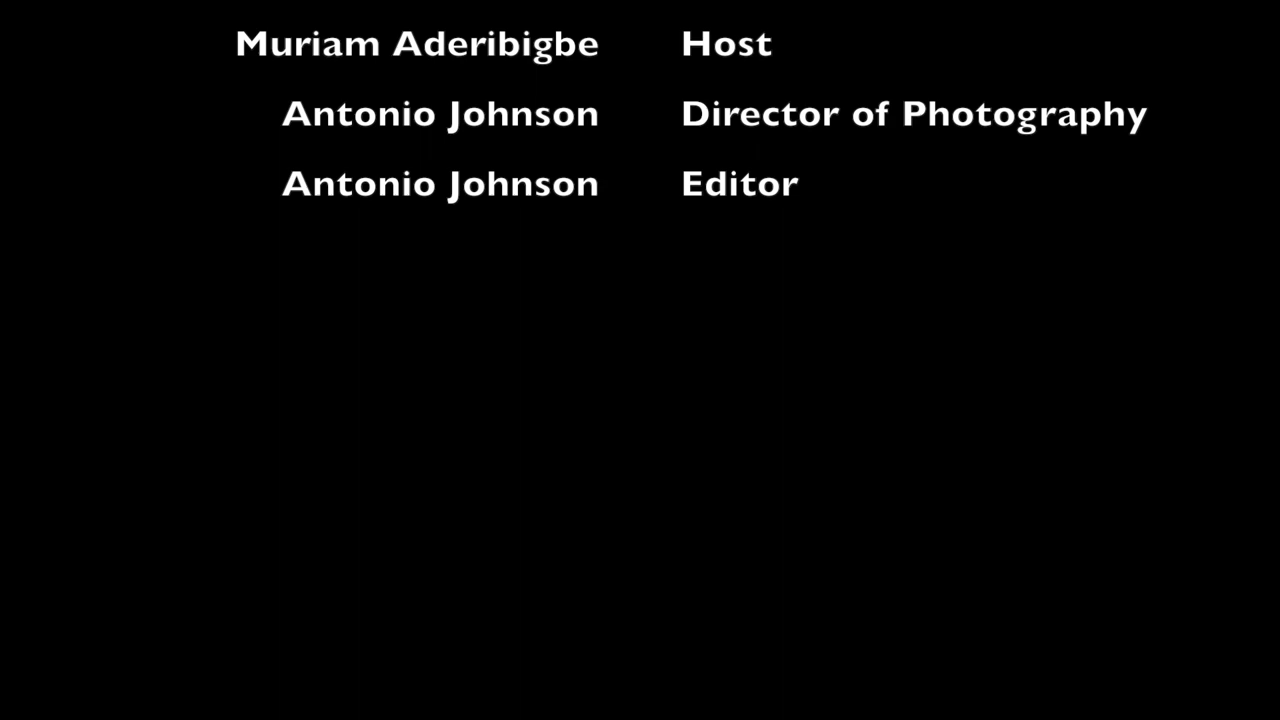 Muriam Aderibigbe Host
Antonio Johnson Director of Photography
Antonio Johnson Editor